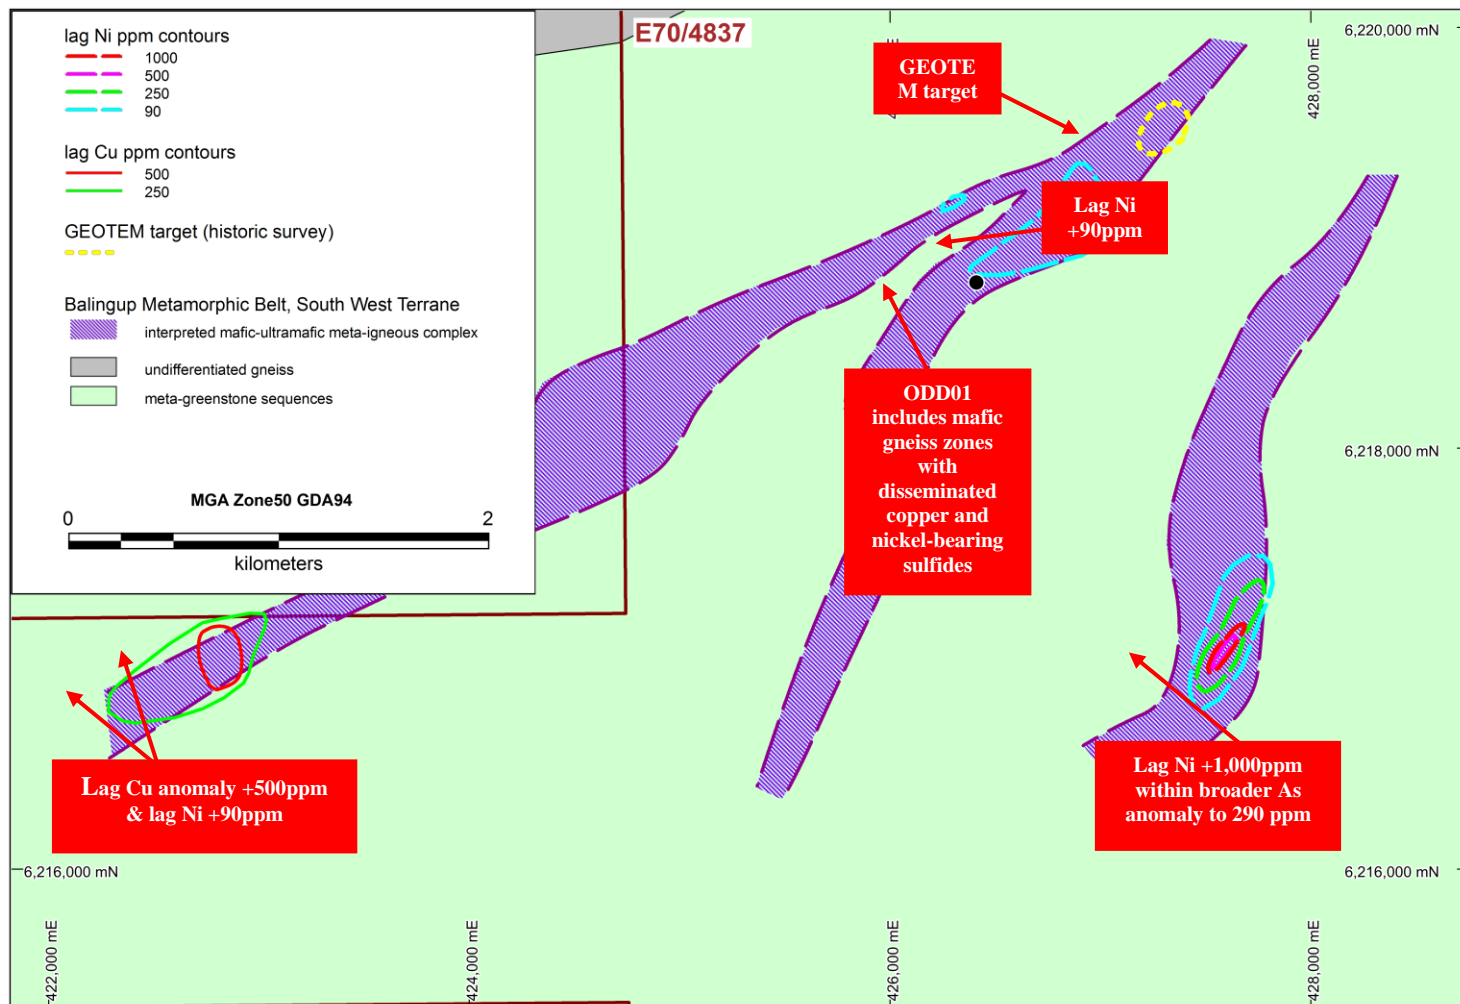 lag Ni ppm contours
1000
500
250
90
lag Cu ppm contours
500
250
GEOTEM target (historic survey)
Balingup Metamorphic Belt, South West Terrane
interpreted mafic-ultramafic meta-igneous complex
undifferentiated gneiss
meta-greenstone sequences
MGA Zone50 GDA94
0 2
kilometers
E70/4837
GEOTE
M target
428,000 mE
6,220,000 mN
Lag Ni
+90ppm
ODD01
includes mafic
gneiss zones
with
disseminated
copper and
nickel-bearing
sulfides
6,218,000 mN
Lag Cu anomaly +500ppm
& lag Ni +90ppm
Lag Ni +1,000ppm
within broader As
anomaly to 290 ppm
6,216,000 mN
6,216,000 mN
422,000 mE
424,000 mE
426,000 mE
428,000 mE